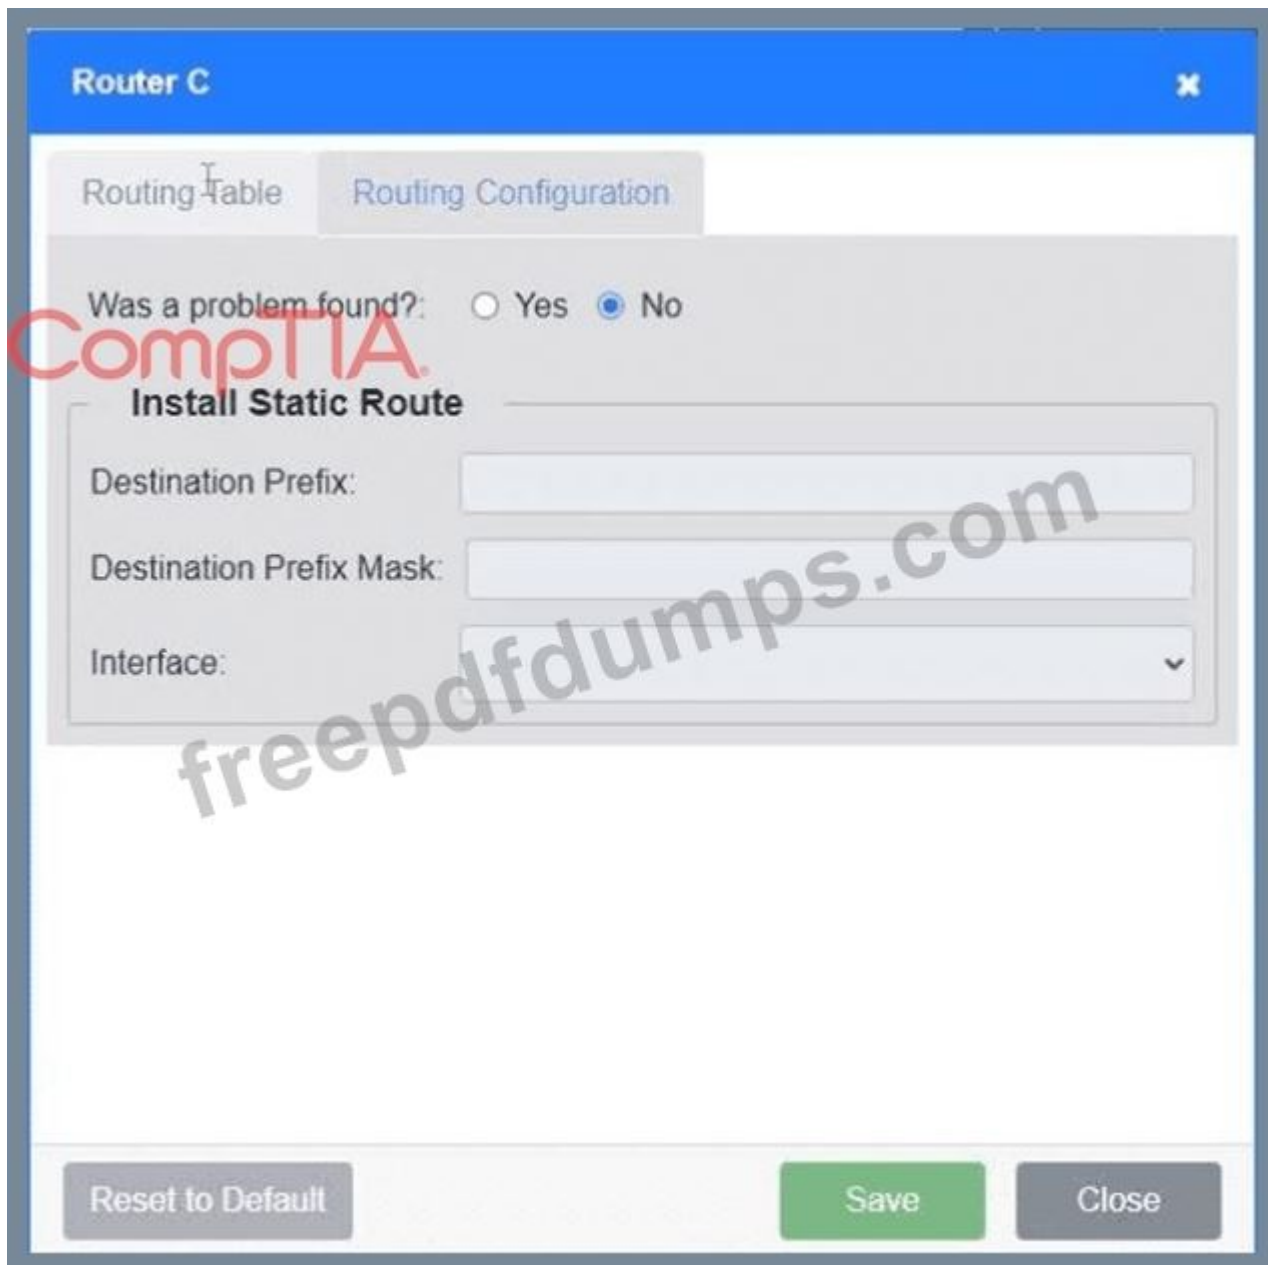 Router C
Routing Table
Routing Configuration
Was a problem found?: Yes No
CompTIA.
Install Static Route
Destination Prefix:
Destination Prefix Mask:
Interface:
freepdfdumps.com
Reset to Default
Save
Close